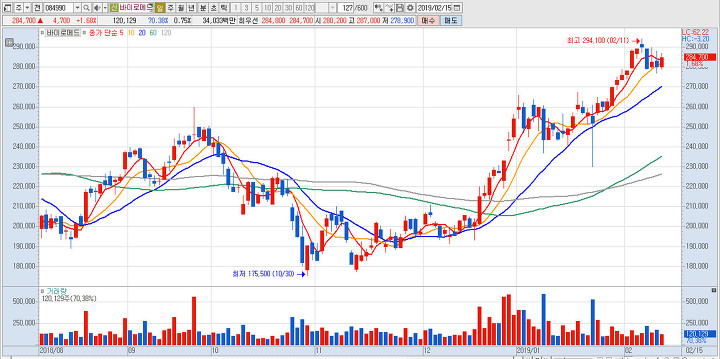 주 전 084990 신 바이로메드 일 주 월 분 초 틱 1 3 5 10 20 30 60 120 127/600 2019/02/15
284,700 ▲ 4,700 +1.68% 120,129 70.38% 0.75% 34,033백만 최우선 284,800 284,700 시 280,200 고 287,000 저 278,900 매수 매도
바이로메드 종가 단순 5 10 20 60 120
LC:62,22
HC:-3,20
최고 294,100 (02/11)
290,000
284,700
1.68%
280,000
270,000
260,000
250,000
240,000
230,000
220,000
210,000
200,000
190,000
180,000
최저 175,500 (10/30)
거래량
120,129주(70,38%)
500,000
250,000
120,129
70,38%
2018/08 09 10 11 12 2019/01 02 02/15